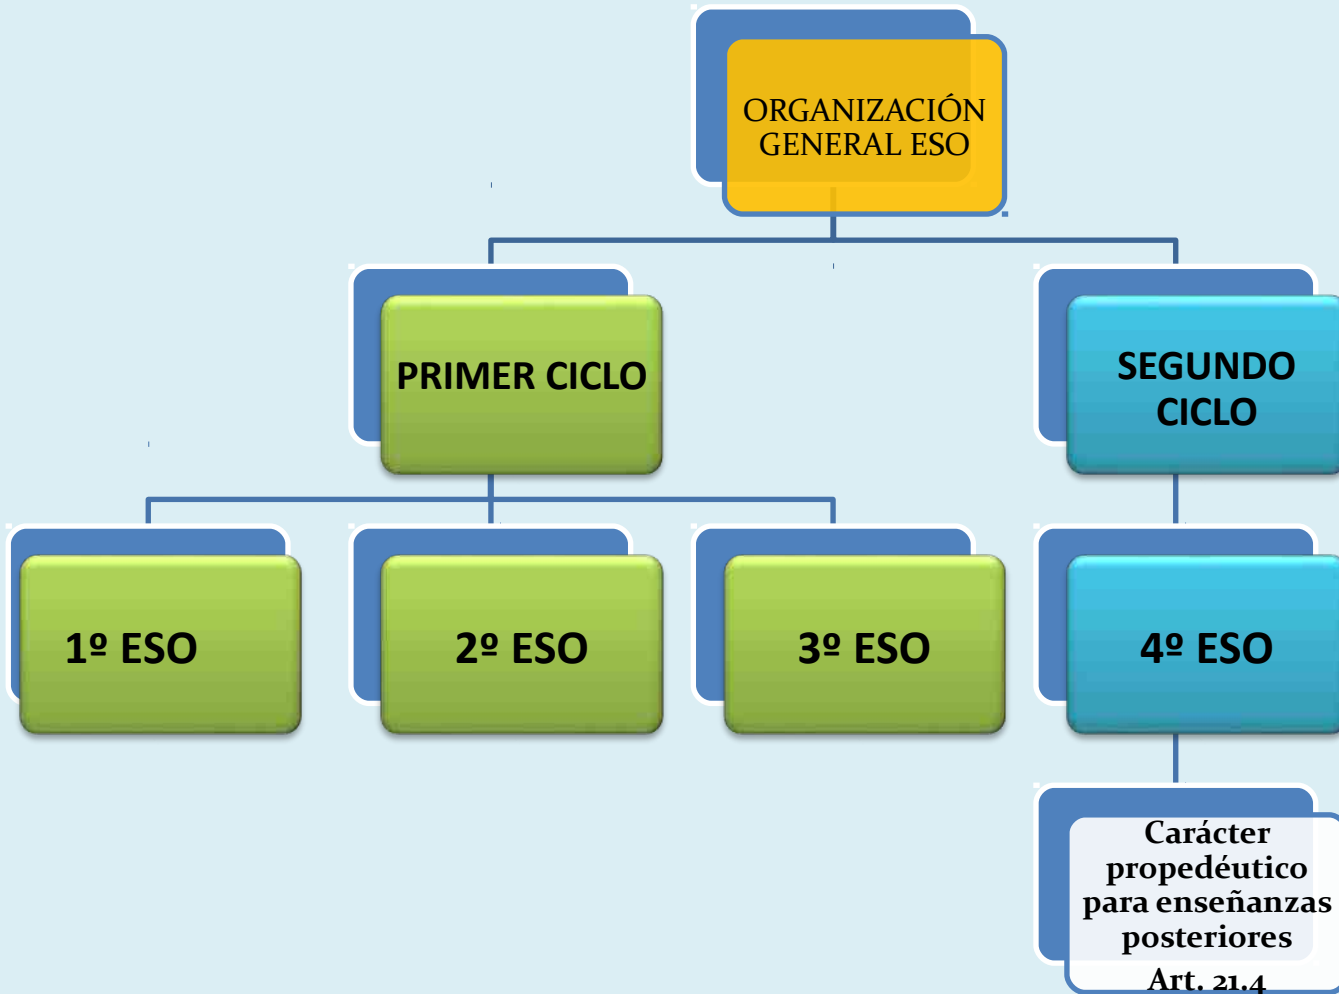 ORGANIZACIÓN
GENERAL ESO
PRIMER CICLO
SEGUNDO
CICLO
1º ESO
2º ESO
3º ESO
4º ESO
Carácter
propedéutico
para enseñanzas
posteriores
Art. 21.4